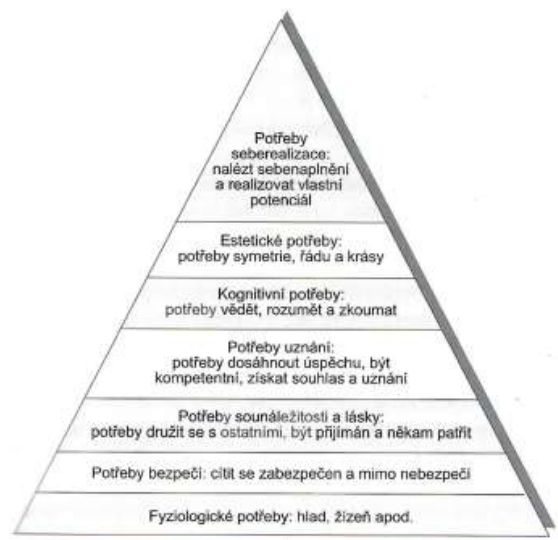 Potřeby
seberealizace:
nalézt sebenaplnění
a realizovat vlastní
potenciál
Estetické potřeby:
potřeby symetrie, řádu a krásy
Kognitivní potřeby:
potřeby vědět, rozumět a zkoumat
Potřeby uznání:
potřeby dosáhnout úspěchu, být
kompetentní, získat souhlas a uznání
Potřeby sounáležitosti a lásky:
potřeby družit se s ostatními, být přijímán a někam patřit
Potřeby bezpečí: cítit se zabezpečen a mimo nebezpečí
Fyziologické potřeby: hlad, žízeň apod.